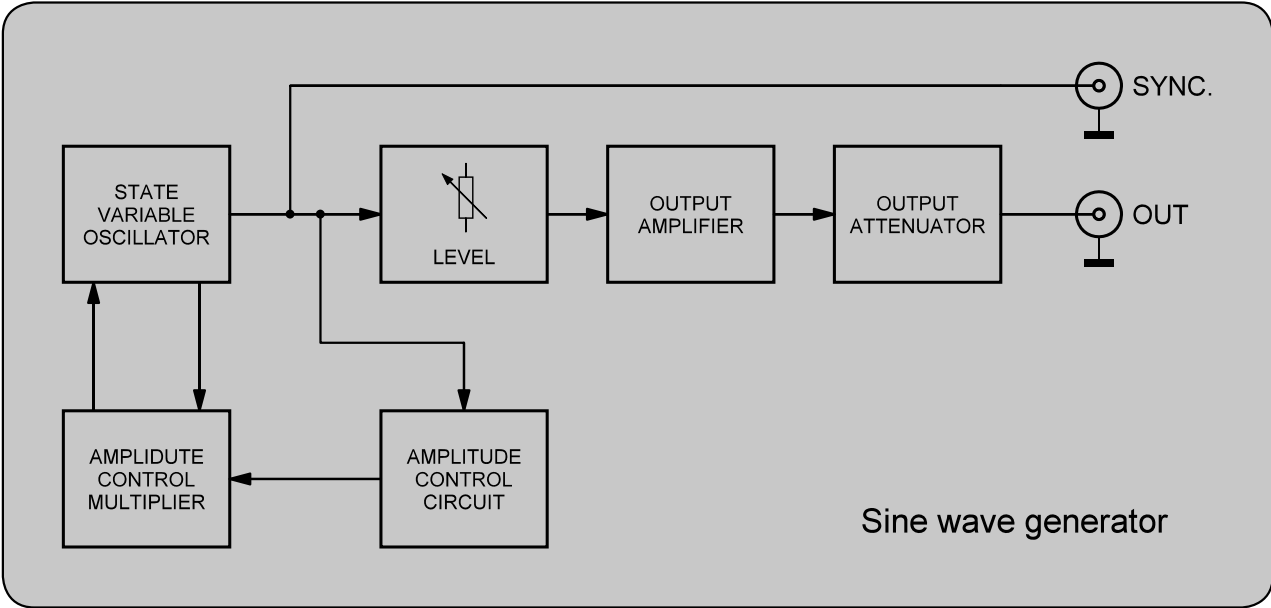 SYNC.
STATE
VARIABLE
OSCILLATOR
LEVEL
OUTPUT
AMPLIFIER
OUTPUT
ATTENUATOR
OUT
AMPLIDUTE
CONTROL
MULTIPLIER
AMPLITUDE
CONTROL
CIRCUIT
Sine wave generator